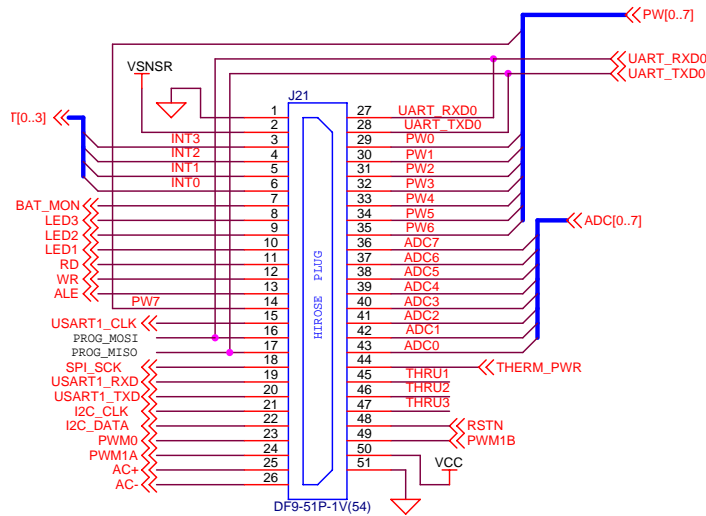 PW[0..7]
UART_RXD0
UART_TXD0
VSNSR
J21
T[0..3]
1 27 UART_RXD0
2 28 UART_TXD0
INT3 3 29 PW0
INT2 4 30 PW1
INT1 5 31 PW2
INT0 6 32 PW3
BAT_MON 7 33 PW4
LED3 8 34 PW5
LED2 9 35 PW6
ADC[0..7]
LED1 10 36 ADC7
RD 11 37 ADC6
WR 12 38 ADC5
ALE 13 39 ADC4
PW7 14 40 ADC3
USART1_CLK 15 41 ADC2
PROG_MOSI 16 42 ADC1
PROG_MISO 17 43 ADC0
SPI_SCK 18 44 THERM_PWR
USART1_RXD 19 45 THRU1
USART1_TXD 20 46 THRU2
I2C_CLK 21 47 THRU3
I2C_DATA 22 48 RSTN
PWM0 23 49 PWM1B
PWM1A 24 50 VCC
AC+ 25 51
AC- 26
HIROSE PLUG
DF9-51P-1V(54)